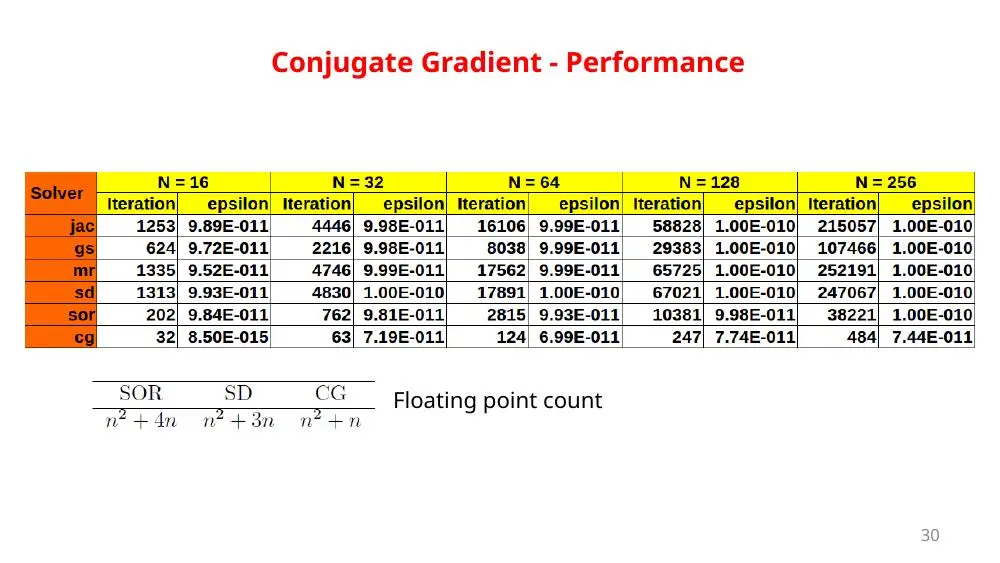 Conjugate Gradient - Performance
Solver N = 16 N = 32 N = 64 N = 128 N = 256
Iteration epsilon Iteration epsilon Iteration epsilon Iteration epsilon Iteration epsilon
jac 1253 9.89E-011 4446 9.98E-011 16106 9.99E-011 58828 1.00E-010 215057 1.00E-010
gs 624 9.72E-011 2216 9.98E-011 8038 9.99E-011 29383 1.00E-010 107466 1.00E-010
mr 1335 9.52E-011 4746 9.99E-011 17562 9.99E-011 65725 1.00E-010 252191 1.00E-010
sd 1313 9.93E-011 4830 1.00E-010 17891 1.00E-010 67021 1.00E-010 247067 1.00E-010
sor 202 9.84E-011 762 9.81E-011 2815 9.93E-011 10381 9.98E-011 38221 1.00E-010
cg 32 8.50E-015 63 7.19E-011 124 6.99E-011 247 7.74E-011 484 7.44E-011
SOR SD CG
n² + 4n n² + 3n n² + n
Floating point count
30